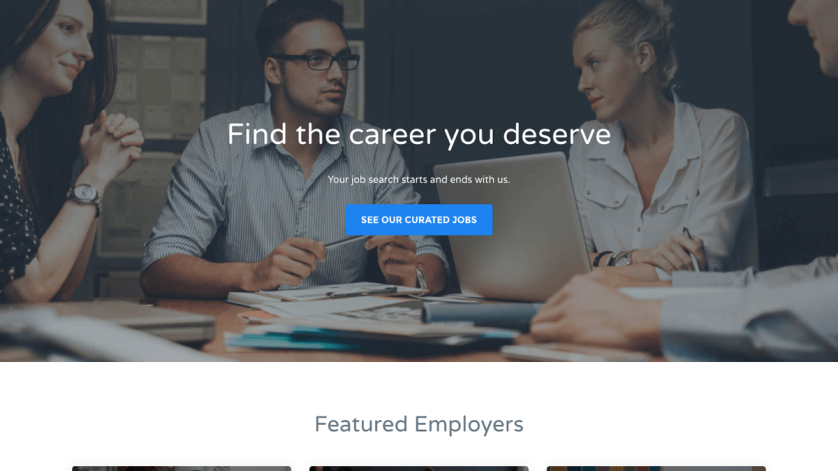 Find the career you deserve
Your job search starts and ends with us.
SEE OUR CURATED JOBS
Featured Employers